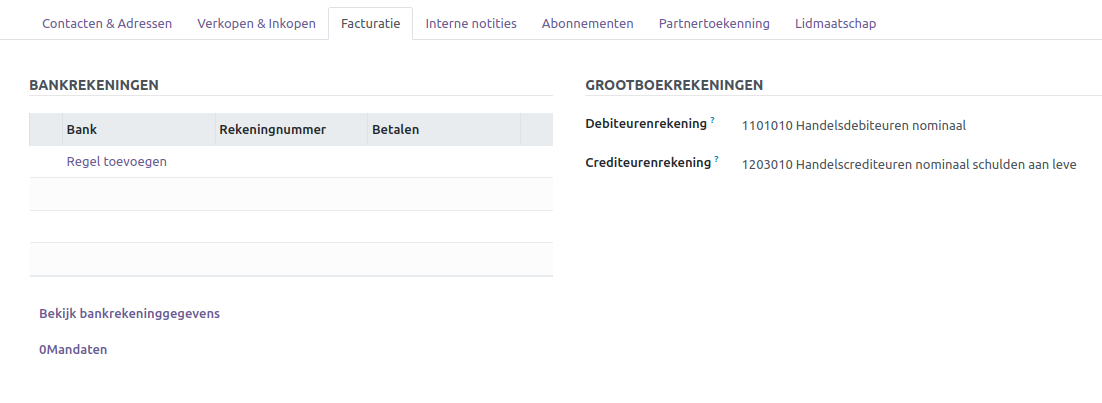 Contacten & Adressen Verkopen & Inkopen Facturatie Interne notities Abonnementen Partnertoekenning Lidmaatschap
BANKREKENINGEN
Bank Rekeningnummer Betalen
Regel toevoegen
Bekijk bankrekeninggegevens
0Mandaten
GROOTBOEKREKENINGEN
Debiteurenrekening ? 1101010 Handelsdebiteuren nominaal
Crediteurenrekening ? 1203010 Handelscrediteuren nominaal schulden aan leve